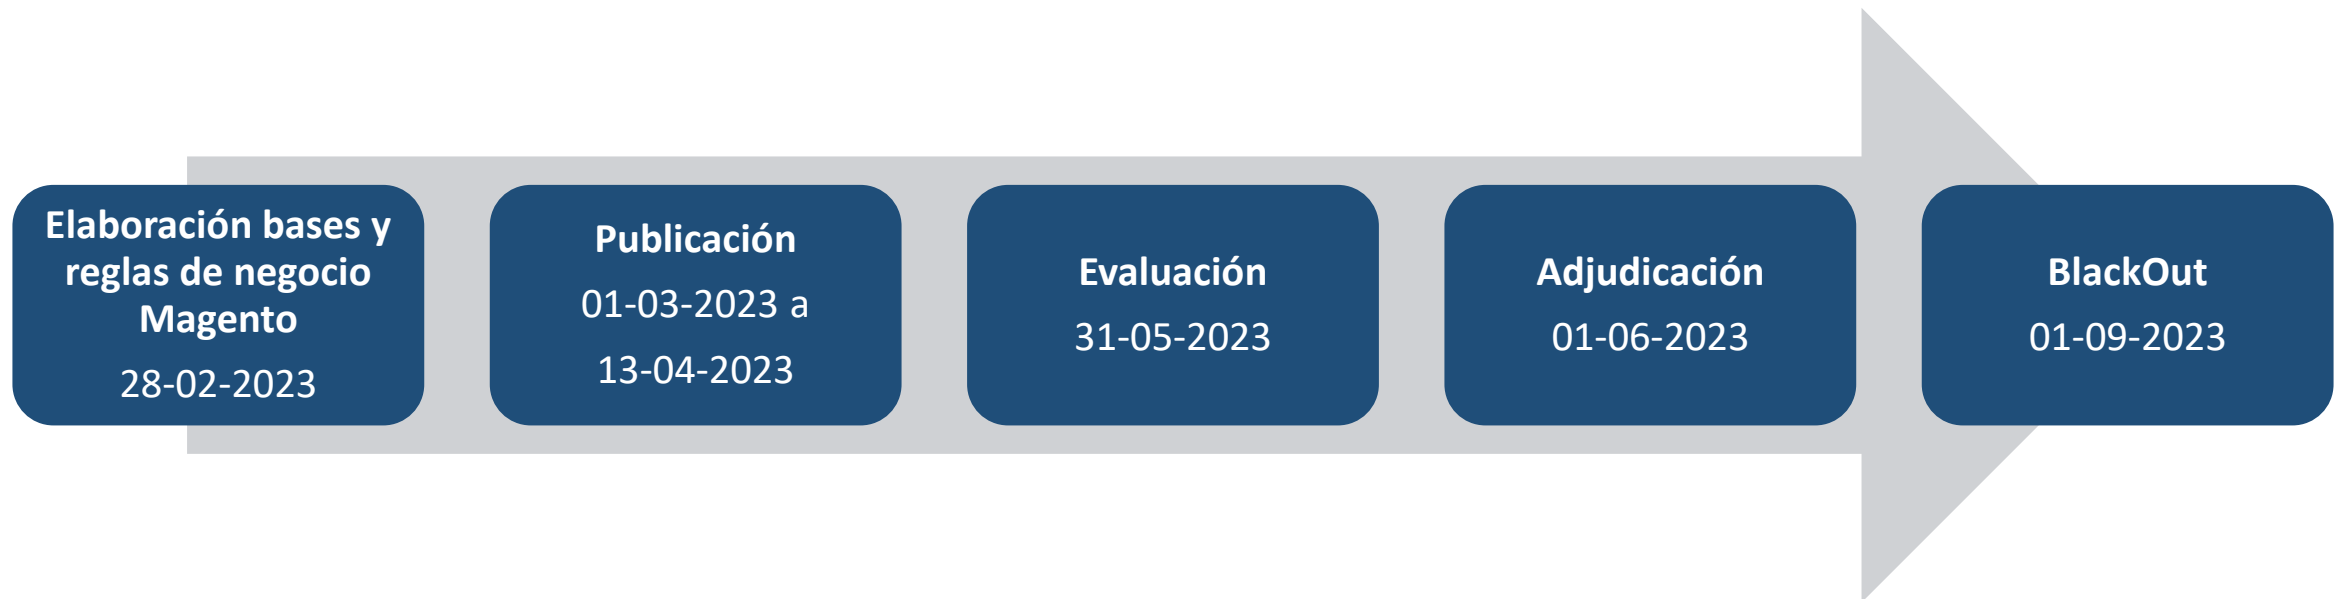 Elaboración bases y
reglas de negocio
Magento
28-02-2023
Publicación
01-03-2023 a
13-04-2023
Evaluación
31-05-2023
Adjudicación
01-06-2023
BlackOut
01-09-2023